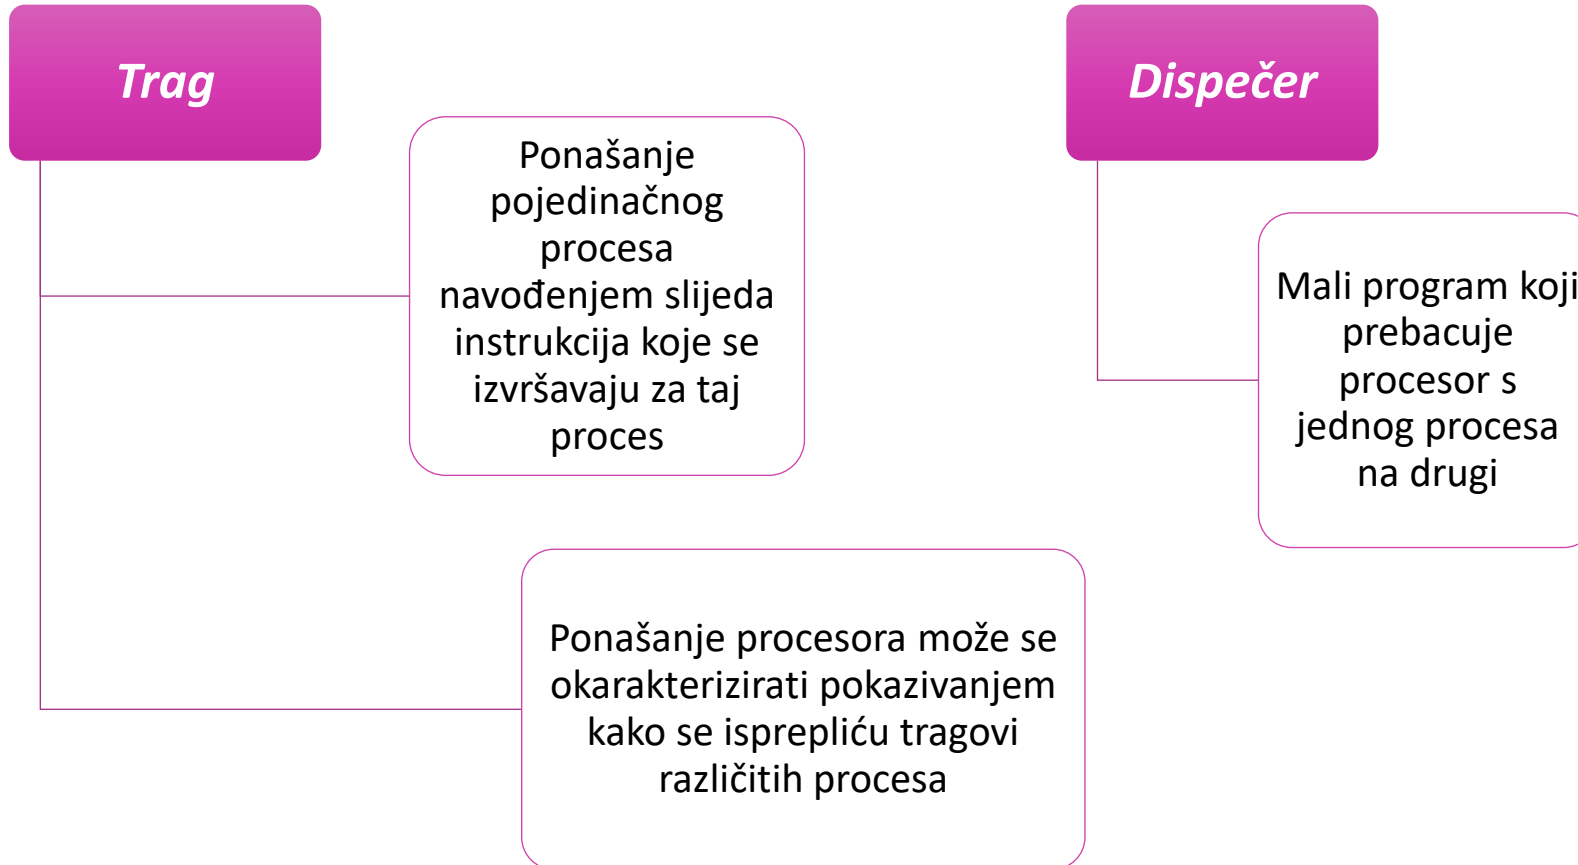 Trag
Ponašanje
pojedinačnog
procesa
navođenjem slijeda
instrukcija koje se
izvršavaju za taj
proces
Ponašanje procesora može se
okarakterizirati pokazivanjem
kako se isprepliću tragovi
različitih procesa
Dispečer
Mali program koji
prebacuje
procesor s
jednog procesa
na drugi